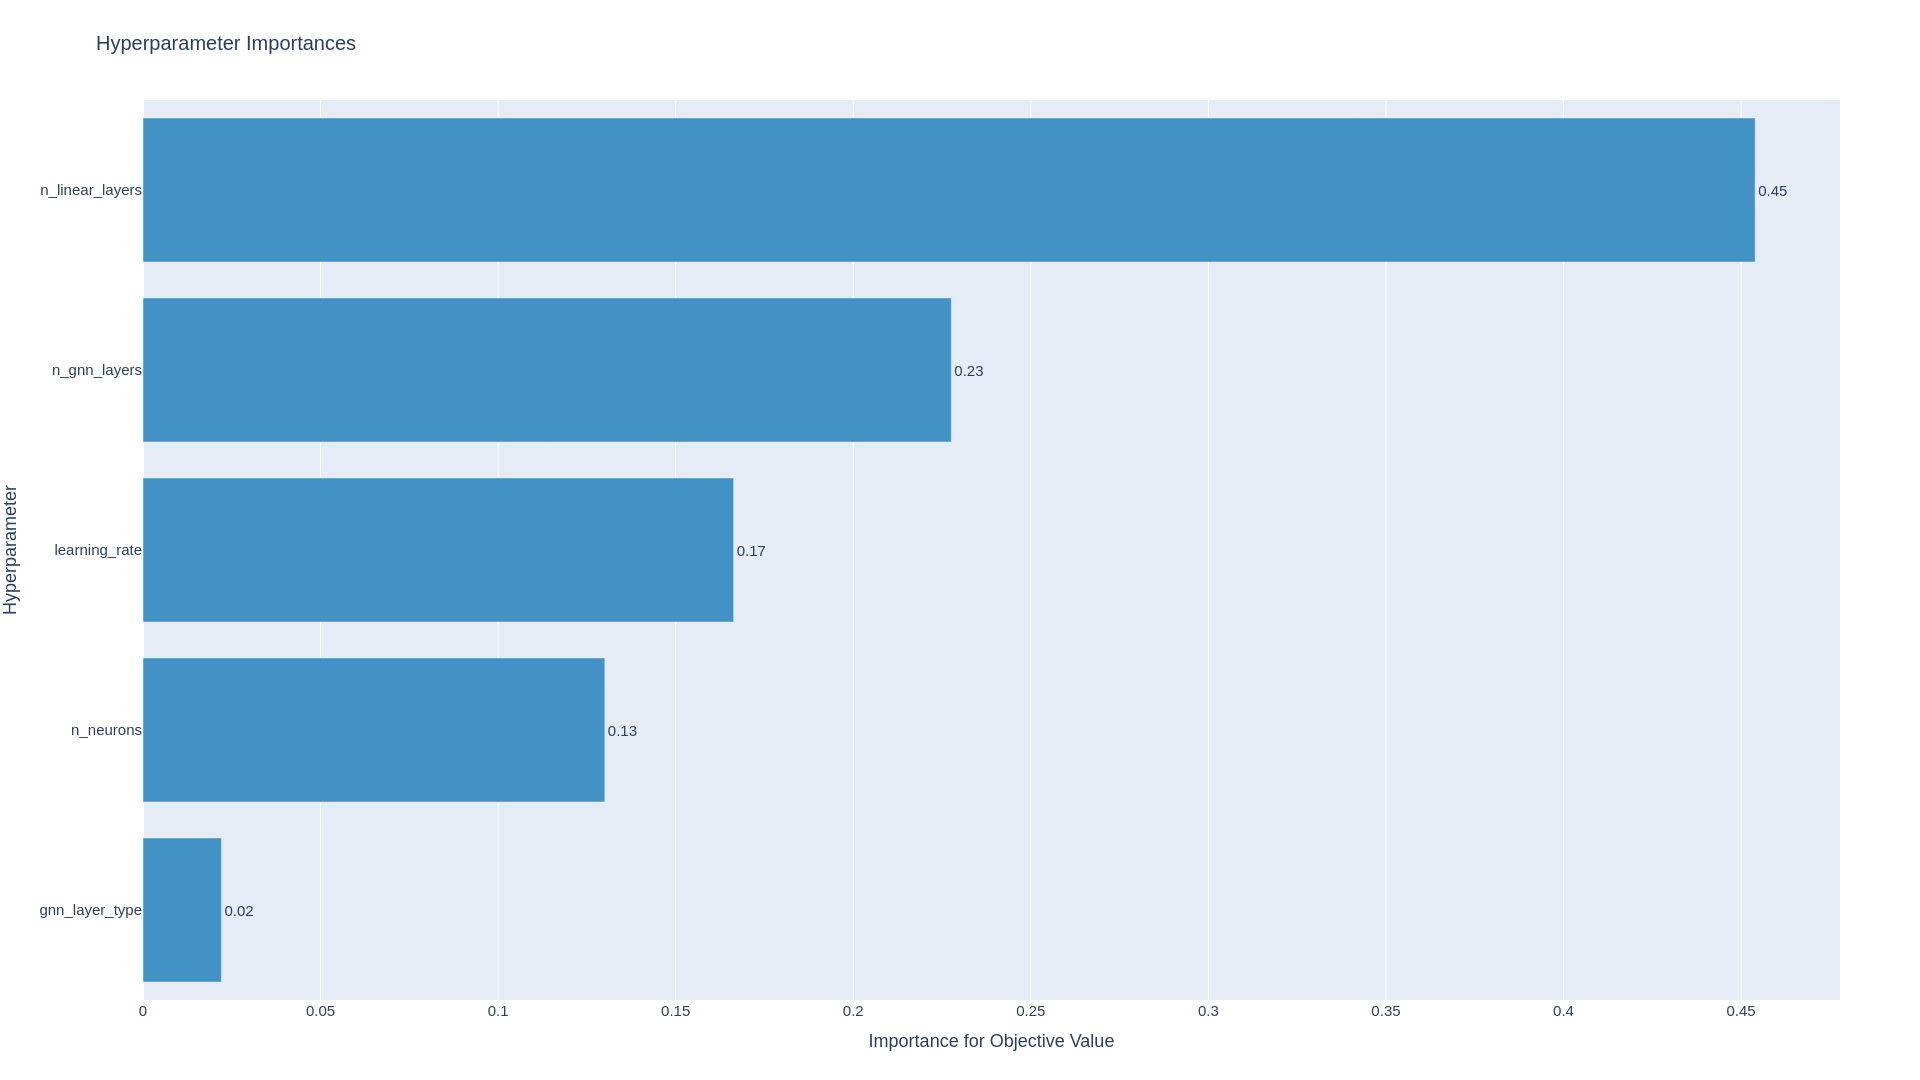 Hyperparameter Importances
n_linear_layers
0.45
n_gnn_layers
0.23
learning_rate
0.17
n_neurons
0.13
gnn_layer_type
0.02
Hyperparameter
0 0.05 0.1 0.15 0.2 0.25 0.3 0.35 0.4 0.45
Importance for Objective Value